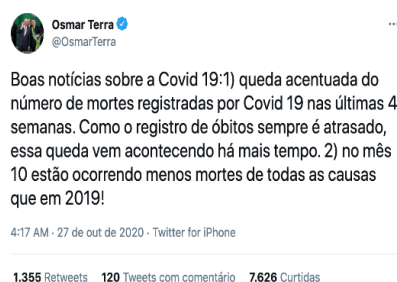 Osmar Terra
@OsmarTerra
Boas notícias sobre a Covid 19:1) queda acentuada do
número de mortes registradas por Covid 19 nas últimas 4
semanas. Como o registro de óbitos sempre é atrasado,
essa queda vem acontecendo há mais tempo. 2) no mês
10 estão ocorrendo menos mortes de todas as causas
que em 2019!
4:17 AM · 27 de out de 2020 · Twitter for iPhone
1.355 Retweets 120 Tweets com comentário 7.626 Curtidas